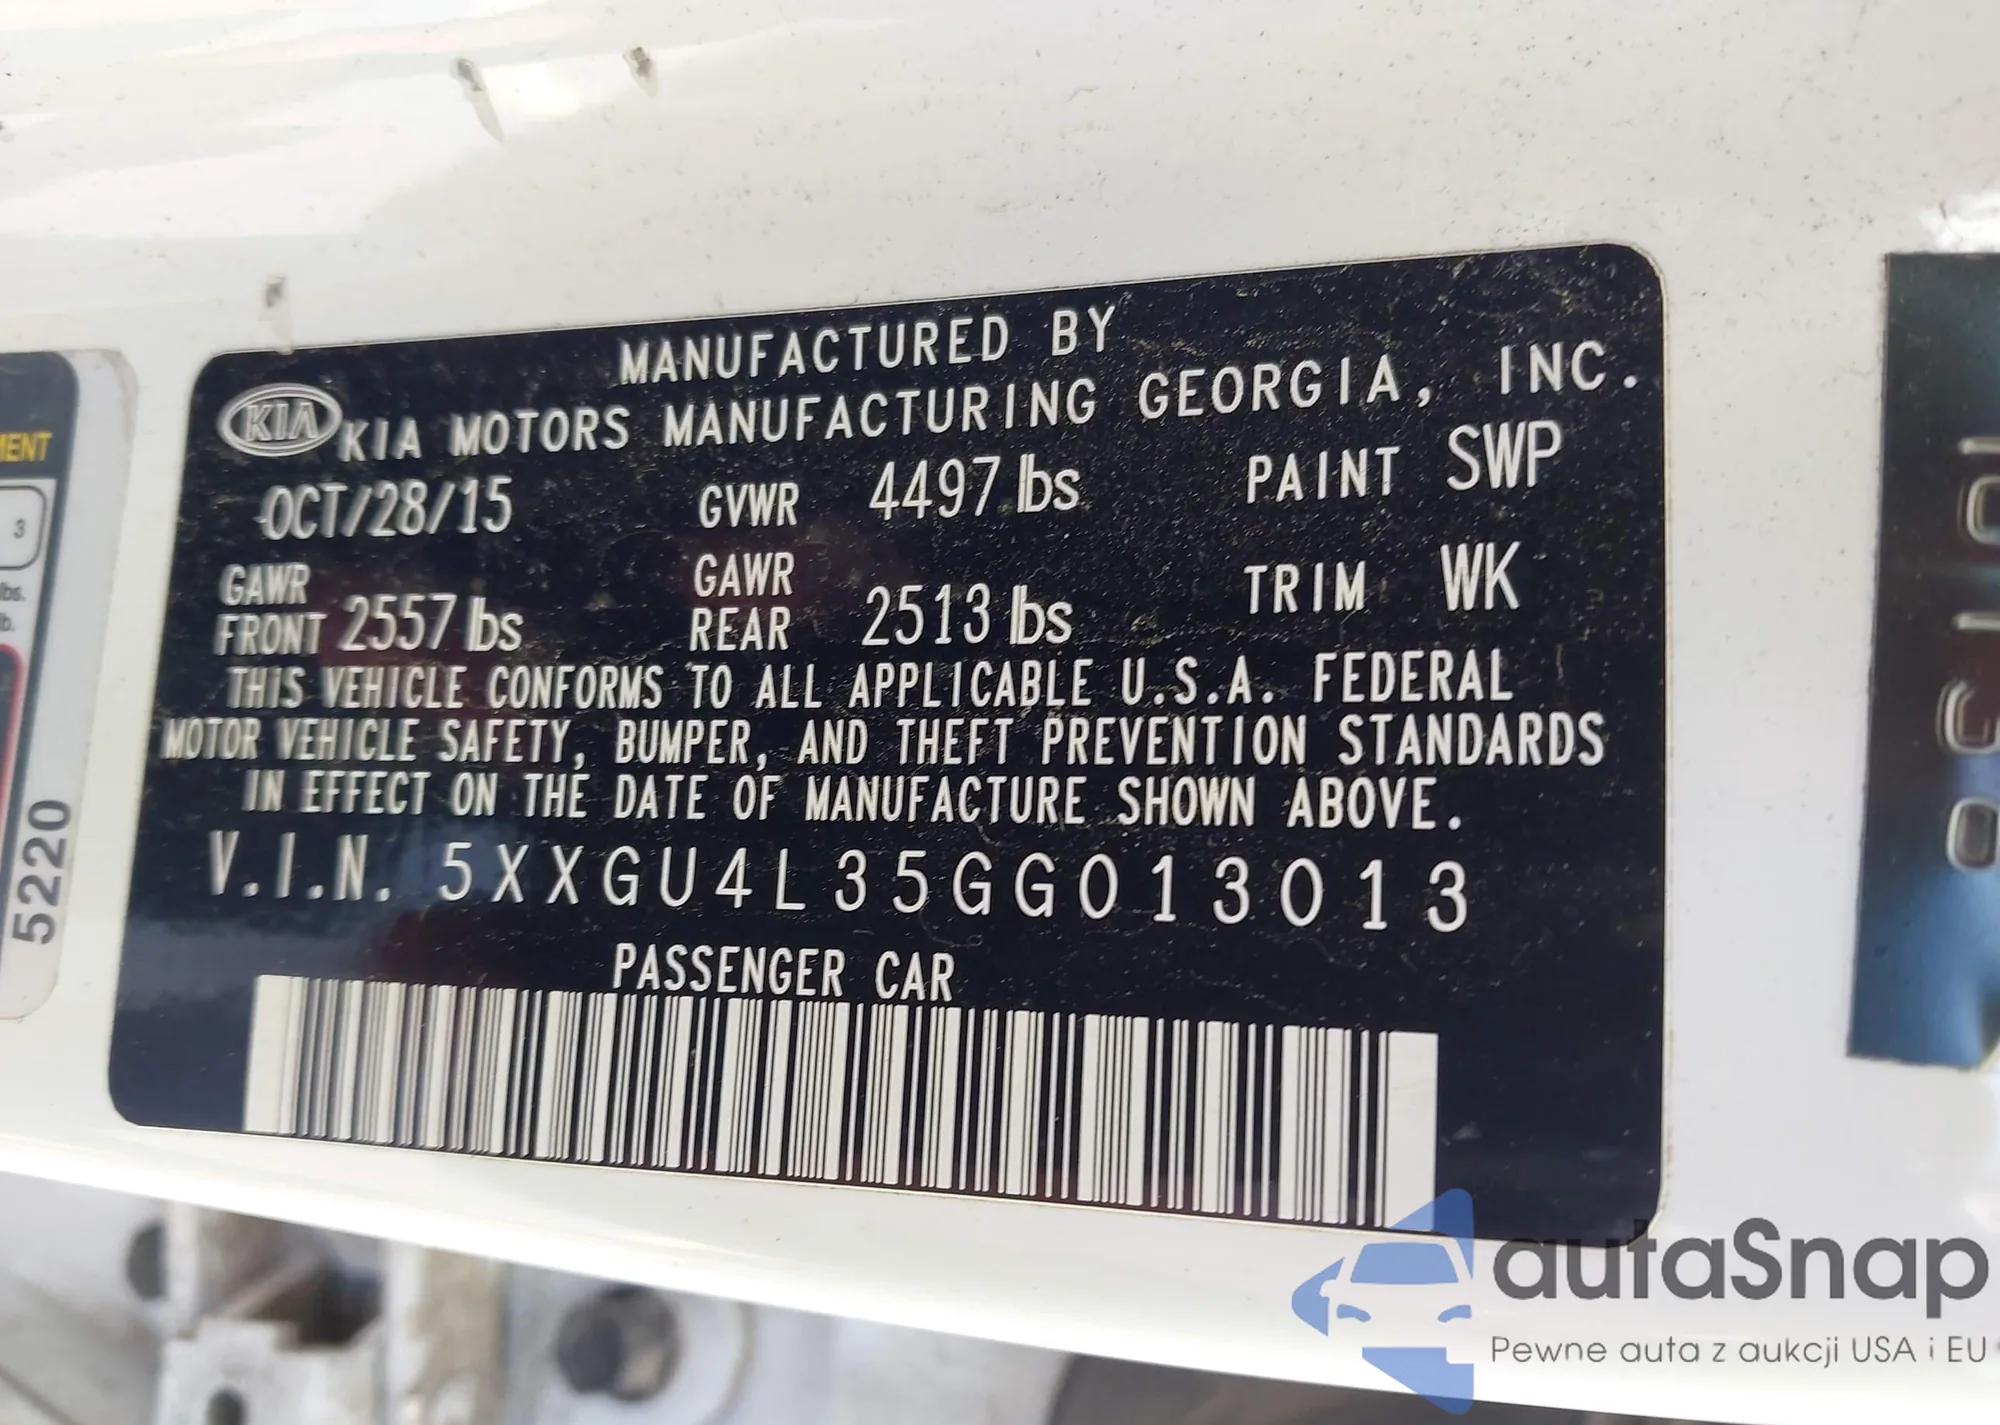 MANUFACTURED BY
KIA KIA MOTORS MANUFACTURING GEORGIA, INC.
OCT/28/15 GVWR 4497 lbs PAINT SWP
GAWR FRONT 2557 lbs GAWR REAR 2513 lbs TRIM WK
THIS VEHICLE CONFORMS TO ALL APPLICABLE U.S.A. FEDERAL
MOTOR VEHICLE SAFETY, BUMPER, AND THEFT PREVENTION STANDARDS
IN EFFECT ON THE DATE OF MANUFACTURE SHOWN ABOVE.
V.I.N. 5XXGU4L35GG013013
PASSENGER CAR
3
lbs.
5220
autaSnap
Pewne auta z aukcji USA i EU